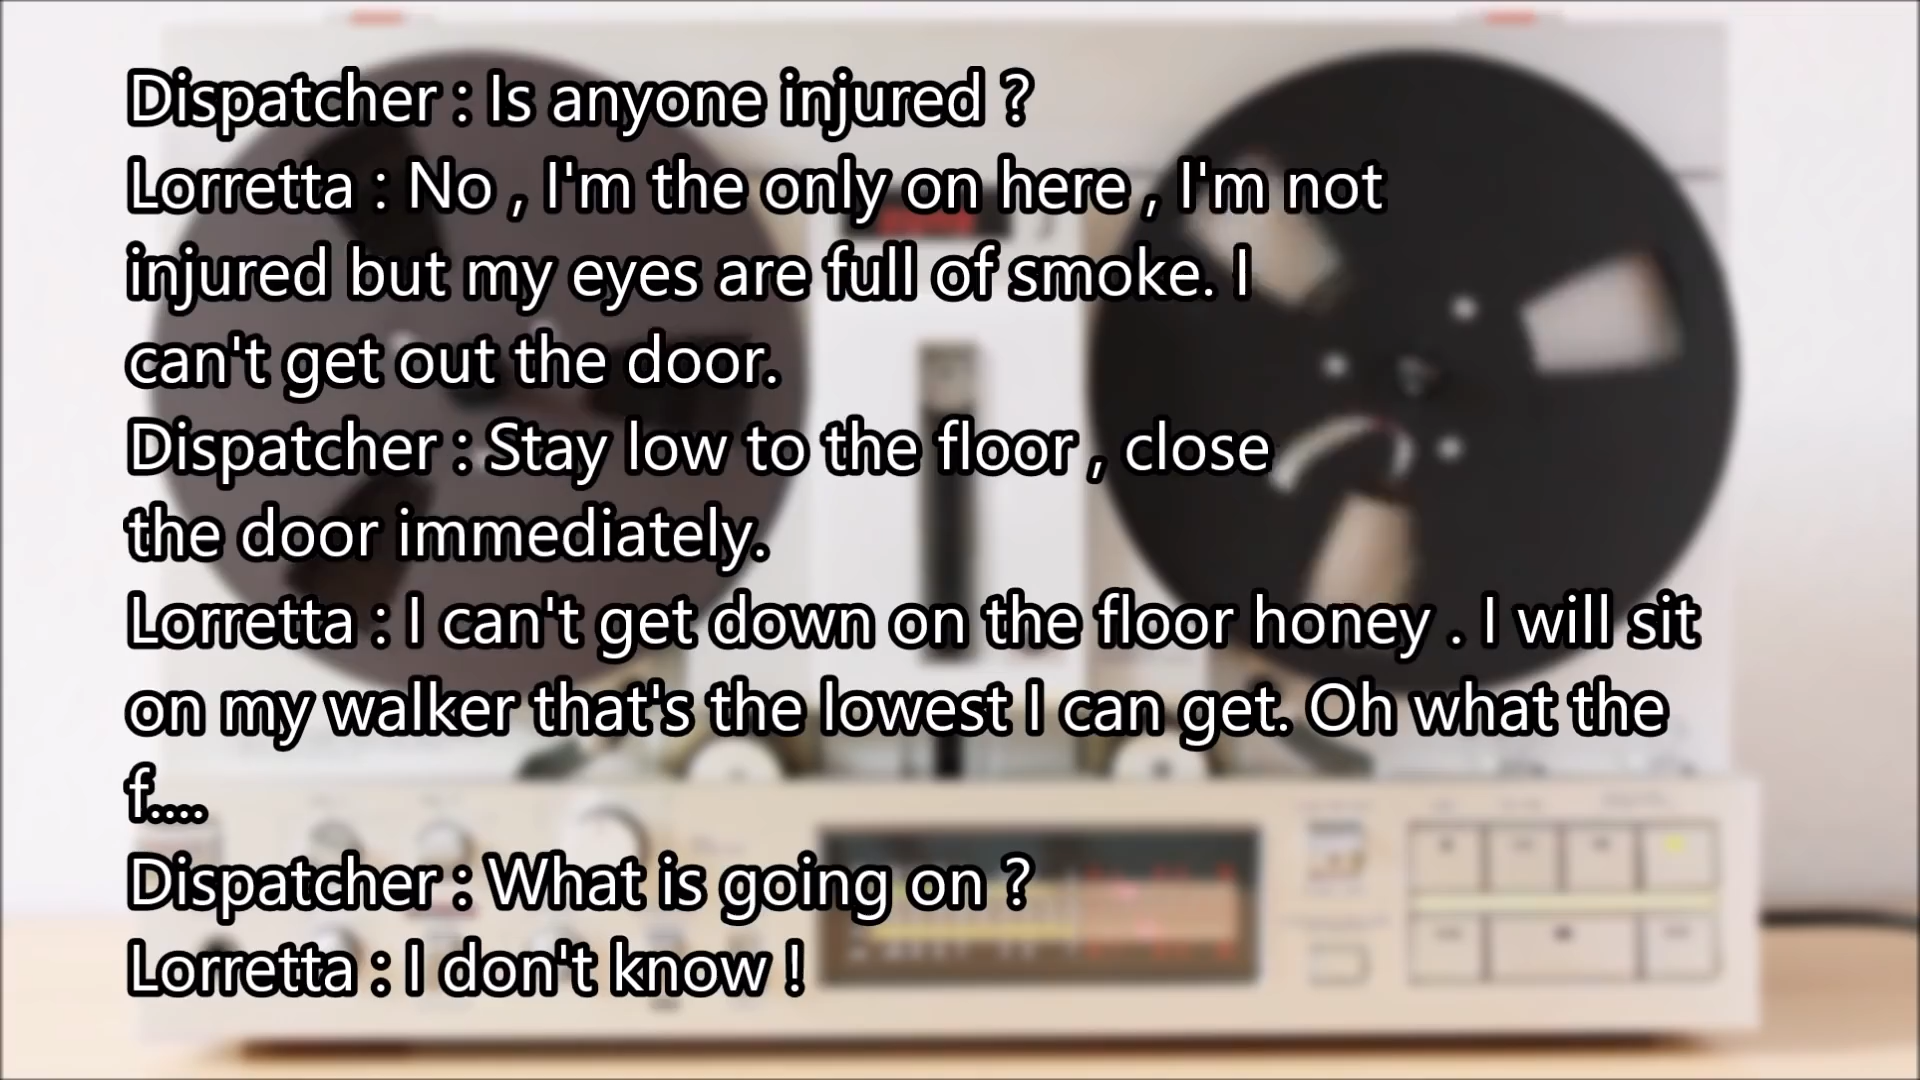 Dispatcher : Is anyone injured ?
Lorretta : No , I'm the only on here , I'm not
injured but my eyes are full of smoke. I
can't get out the door.
Dispatcher : Stay low to the floor , close
the door immediately.
Lorretta : I can't get down on the floor honey . I will sit
on my walker that's the lowest I can get. Oh what the
f....
Dispatcher : What is going on ?
Lorretta : I don't know !